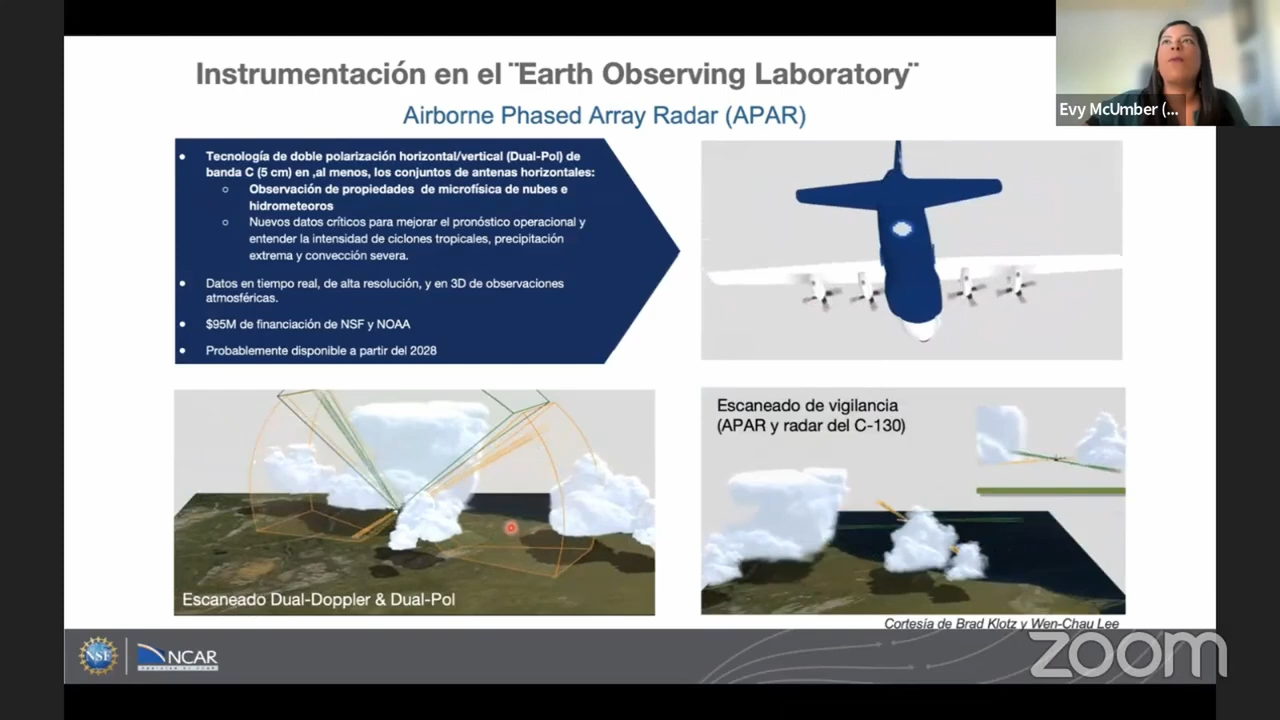 Instrumentación en el ¨Earth Observing Laboratory¨
Airborne Phased Array Radar (APAR)
Evy McUmber (...
• Tecnología de doble polarización horizontal/vertical (Dual-Pol) de
banda C (5 cm) en ,al menos, los conjuntos de antenas horizontales:
○ Observación de propiedades de microfísica de nubes e
hidrometeoros
○ Nuevos datos críticos para mejorar el pronóstico operacional y
entender la intensidad de ciclones tropicales, precipitación
extrema y convección severa.
• Datos en tiempo real, de alta resolución, y en 3D de observaciones
atmosféricas.
• $95M de financiación de NSF y NOAA
• Probablemente disponible a partir del 2028
Escaneado Dual-Doppler & Dual-Pol
Escaneado de vigilancia
(APAR y radar del C-130)
Cortesía de Brad Klotz y Wen-Chau Lee
NSF
NCAR
zoom